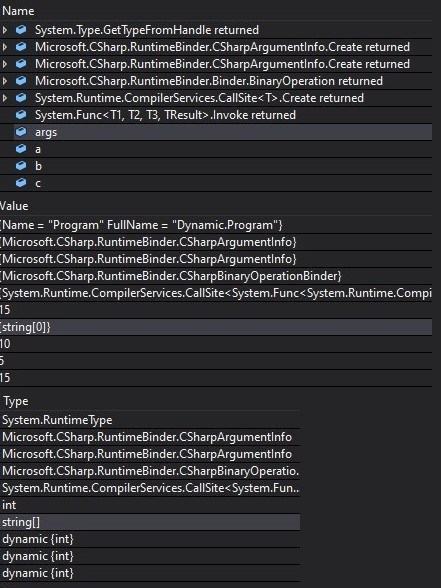 Name
System.Type.GetTypeFromHandle returned
Microsoft.CSharp.RuntimeBinder.CSharpArgumentInfo.Create returned
Microsoft.CSharp.RuntimeBinder.CSharpArgumentInfo.Create returned
Microsoft.CSharp.RuntimeBinder.Binder.BinaryOperation returned
System.Runtime.CompilerServices.CallSite<T>.Create returned
System.Func<T1, T2, T3, TResult>.Invoke returned
args
a
b
c
Value
{Name = "Program" FullName = "Dynamic.Program"}
{Microsoft.CSharp.RuntimeBinder.CSharpArgumentInfo}
{Microsoft.CSharp.RuntimeBinder.CSharpArgumentInfo}
{Microsoft.CSharp.RuntimeBinder.CSharpBinaryOperationBinder}
{System.Runtime.CompilerServices.CallSite<System.Func<System.Runtime.Compi
15
{string[0]}
10
5
15
Type
System.RuntimeType
Microsoft.CSharp.RuntimeBinder.CSharpArgumentInfo
Microsoft.CSharp.RuntimeBinder.CSharpArgumentInfo
Microsoft.CSharp.RuntimeBinder.CSharpBinaryOperatio...
System.Runtime.CompilerServices.CallSite<System.Fun...
int
string[]
dynamic {int}
dynamic {int}
dynamic {int}